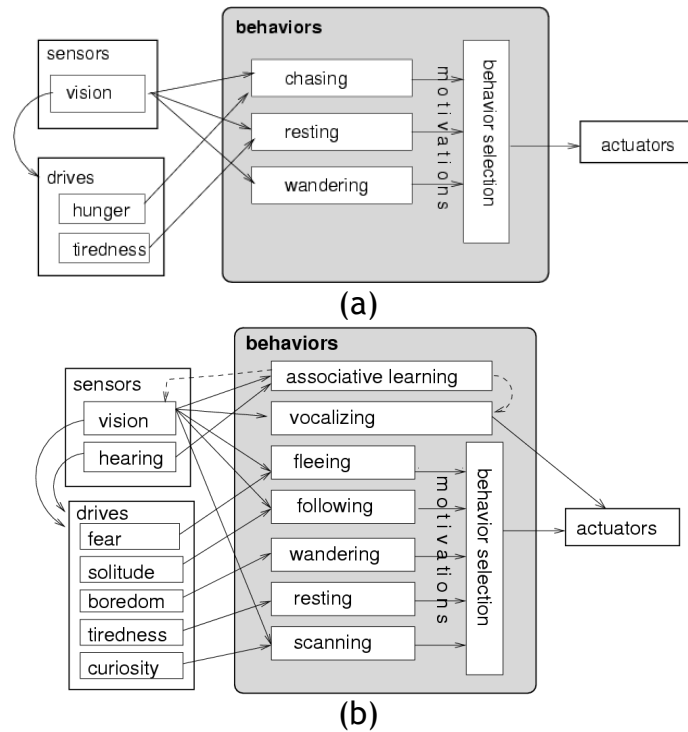 behaviors
sensors
vision
chasing
resting
wandering
motivations
behavior selection
actuators
drives
hunger
tiredness
(a)
behaviors
sensors
vision
hearing
associative learning
vocalizing
fleeing
following
wandering
resting
scanning
motivations
behavior selection
actuators
drives
fear
solitude
boredom
tiredness
curiosity
(b)